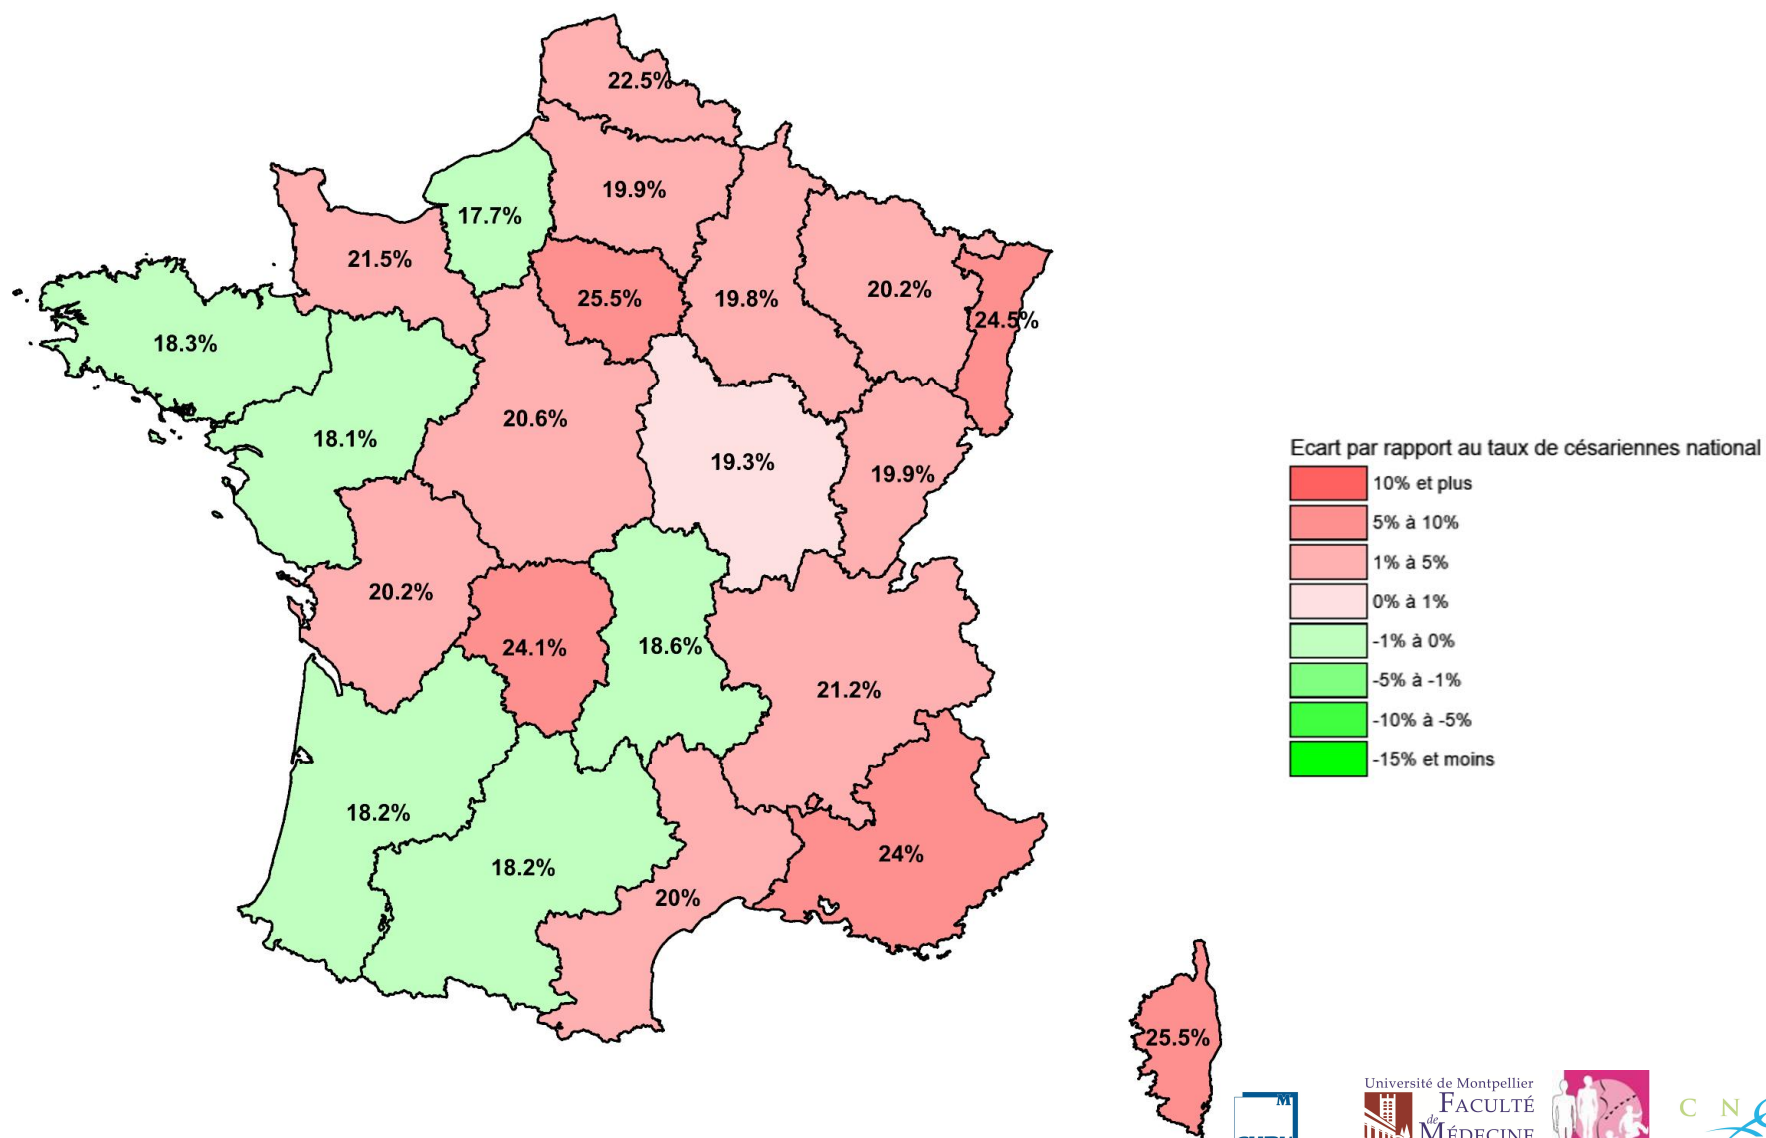 22.5%
19.9%
17.7%
21.5%
25.5%
19.8%
20.2%
24.5%
18.3%
20.6%
18.1%
19.3%
19.9%
20.2%
24.1%
18.6%
21.2%
18.2%
18.2%
24%
20%
25.5%
Ecart par rapport au taux de césariennes national
10% et plus
5% à 10%
1% à 5%
0% à 1%
-1% à 0%
-5% à -1%
-10% à -5%
-15% et moins
M
Université de Montpellier
FACULTÉ
de
MÉDECINE
C N